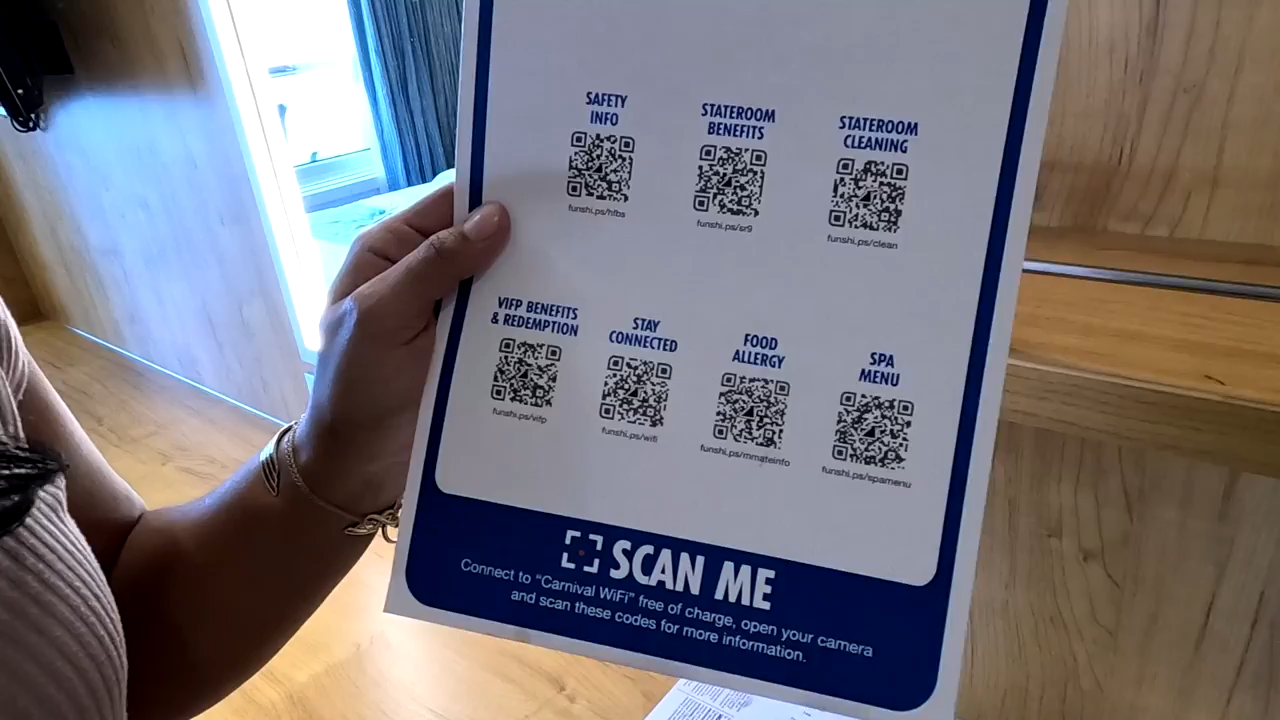 SAFETY
INFO
funshi.ps/hfbs
STATEROOM
BENEFITS
funshi.ps/sr9
STATEROOM
CLEANING
funshi.ps/clean
VIFP BENEFITS
& REDEMPTION
funshi.ps/vifp
STAY
CONNECTED
funshi.ps/wifi
FOOD
ALLERGY
funshi.ps/mmateinfo
SPA
MENU
funshi.ps/spamenu
SCAN ME
Connect to “Carnival WiFi” free of charge, open your camera
and scan these codes for more information.